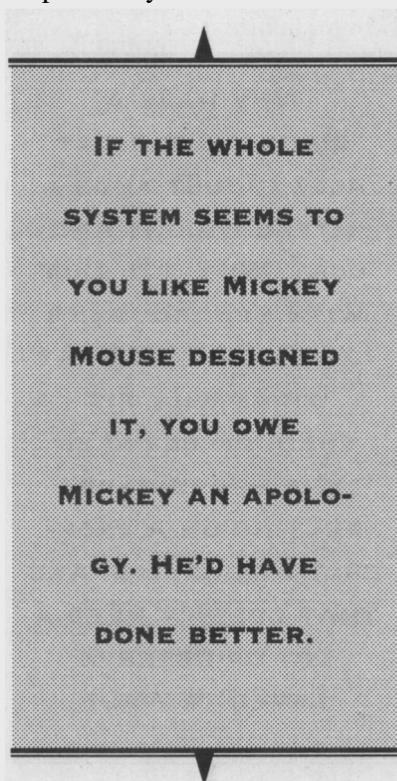 IF THE WHOLE
SYSTEM SEEMS TO
YOU LIKE MICKEY
MOUSE DESIGNED
IT, YOU OWE
MICKEY AN APOLO-
GY. HE'D HAVE
DONE BETTER.